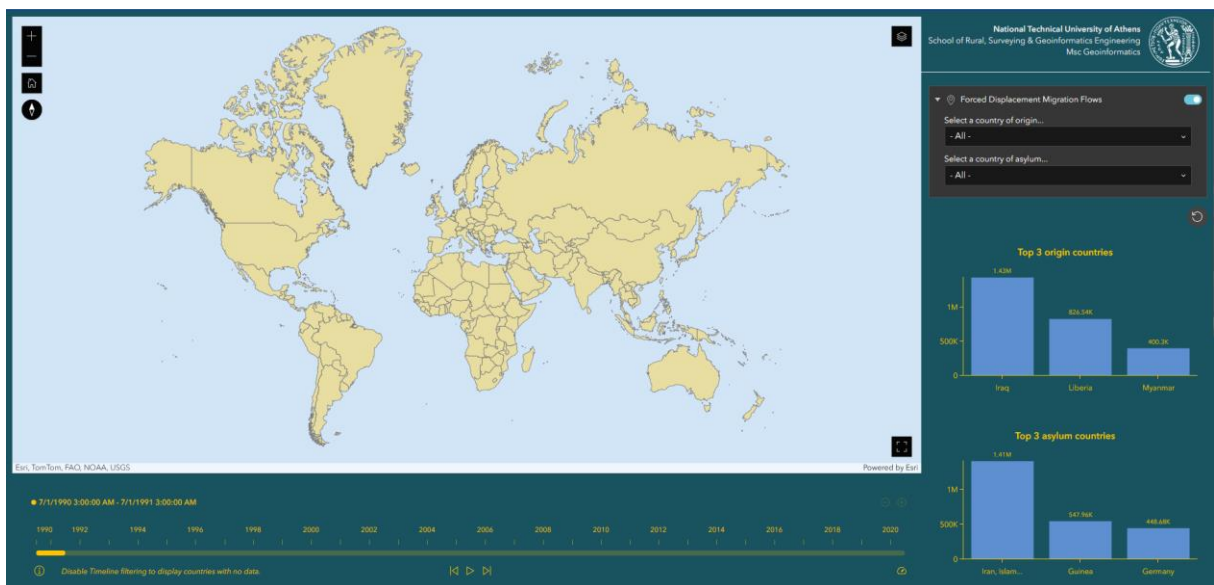 National Technical University of Athens
School of Rural, Surveying & Geoinformatics Engineering
Msc Geoinformatics
Forced Displacement Migration Flows
Select a country of origin...
- All -
Select a country of asylum...
- All -
Top 3 origin countries
1.43M
826.54K
400.3K
1M
500K
0
Iraq Liberia Myanmar
Top 3 asylum countries
1.41M
547.96K
448.68K
1M
500K
0
Iran, Islam... Guinea Germany
Esri, TomTom, FAO, NOAA, USGS Powered by Esri
7/1/1990 3:00:00 AM - 7/1/1991 3:00:00 AM
1990 1992 1994 1996 1998 2000 2002 2004 2006 2008 2010 2012 2014 2016 2018 2020
Disable Timeline filtering to display countries with no data.